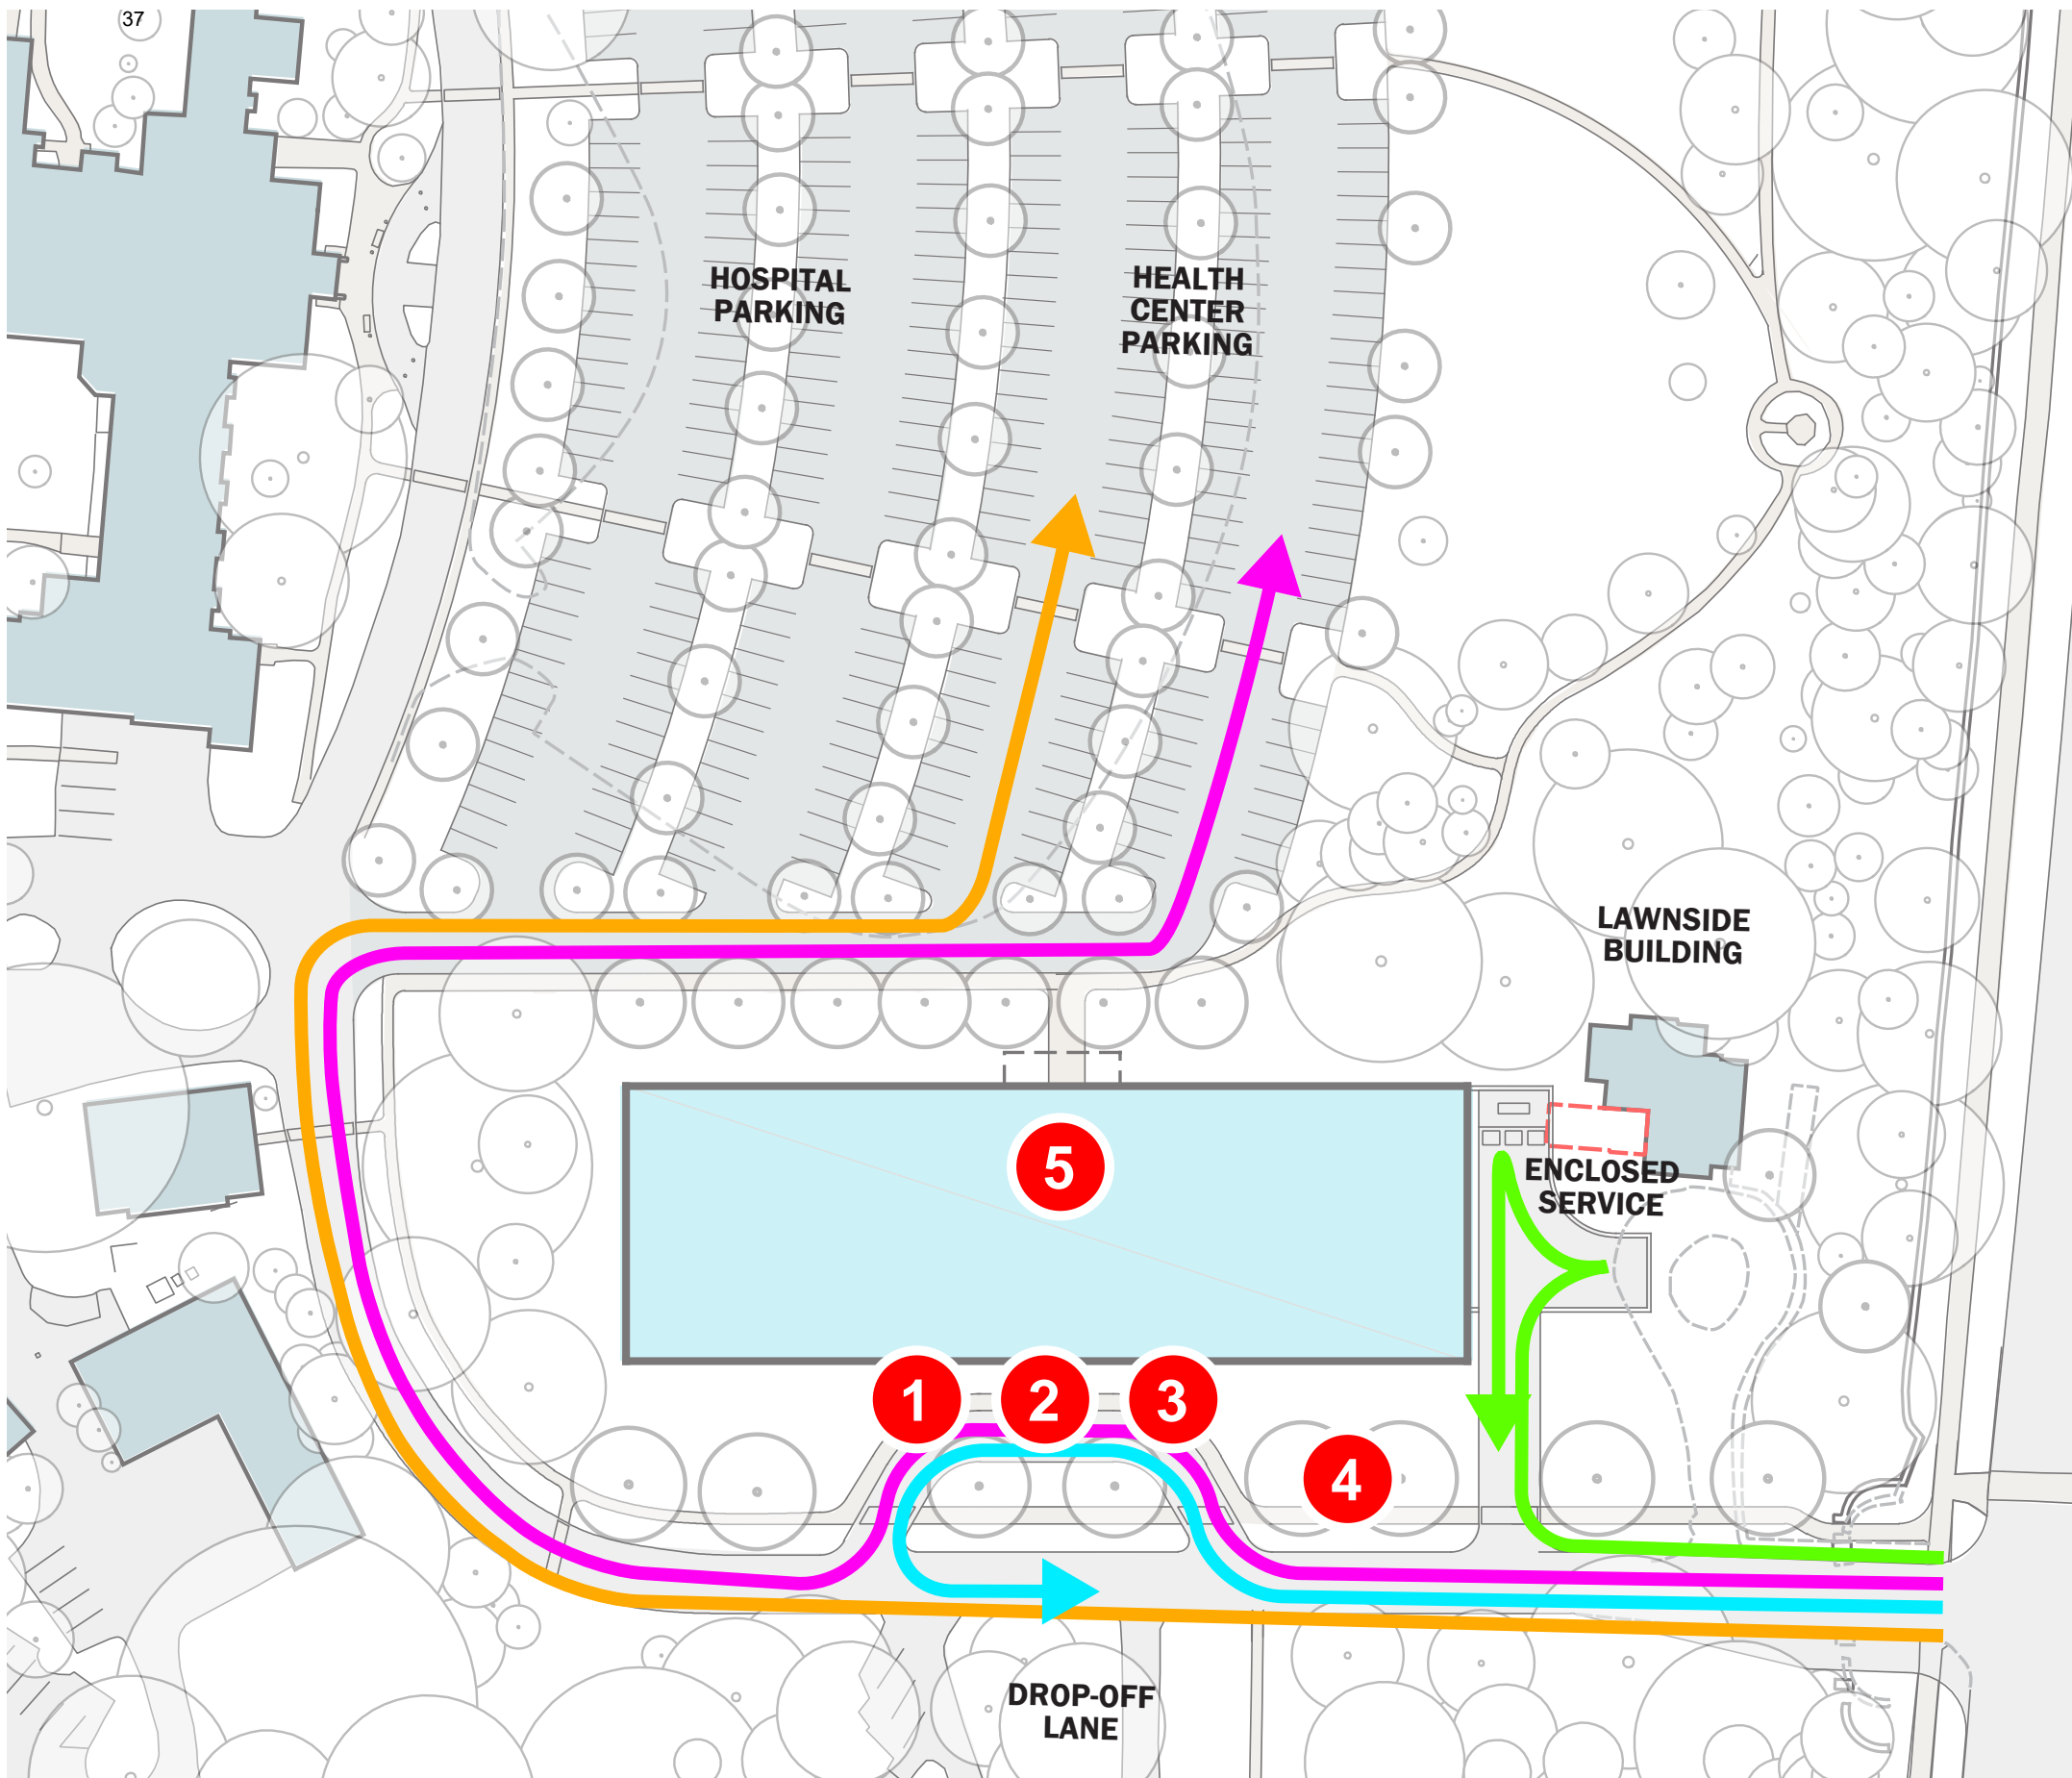 37
HOSPITAL
PARKING
HEALTH
CENTER
PARKING
LAWNSIDE
BUILDING
5
ENCLOSED
SERVICE
1
2
3
4
DROP-OFF
LANE